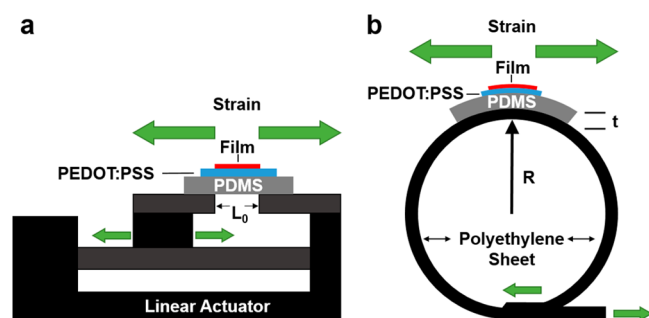 a
Strain
Film
PEDOT:PSS
PDMS
L₀
Linear Actuator
b
Strain
Film
PEDOT:PSS
PDMS
t
R
Polyethylene
Sheet